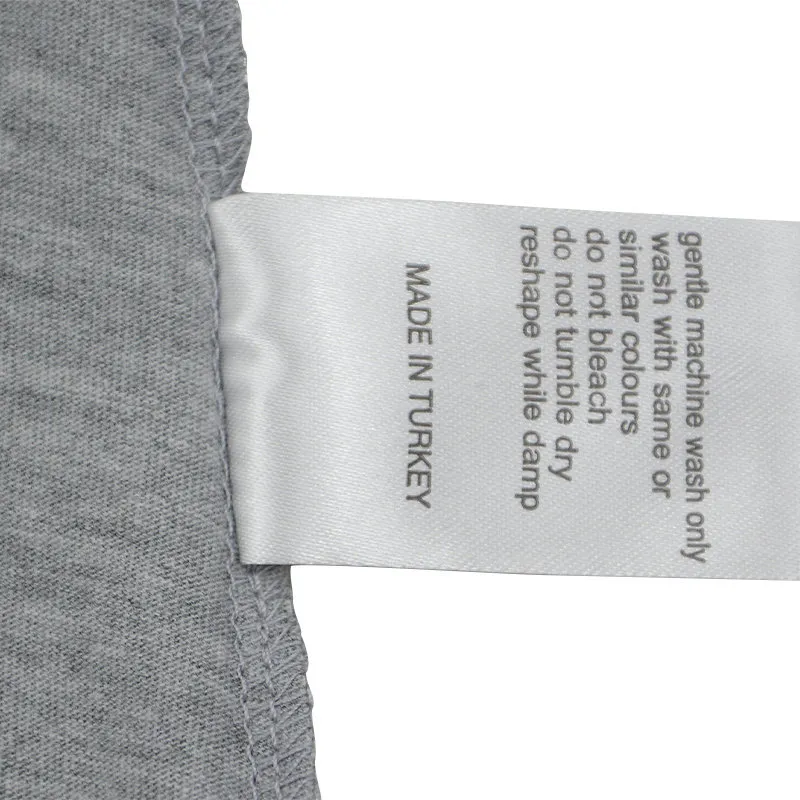 gentle machine wash only
wash with same or
similar colours
do not bleach
do not tumble dry
reshape while damp
MADE IN TURKEY